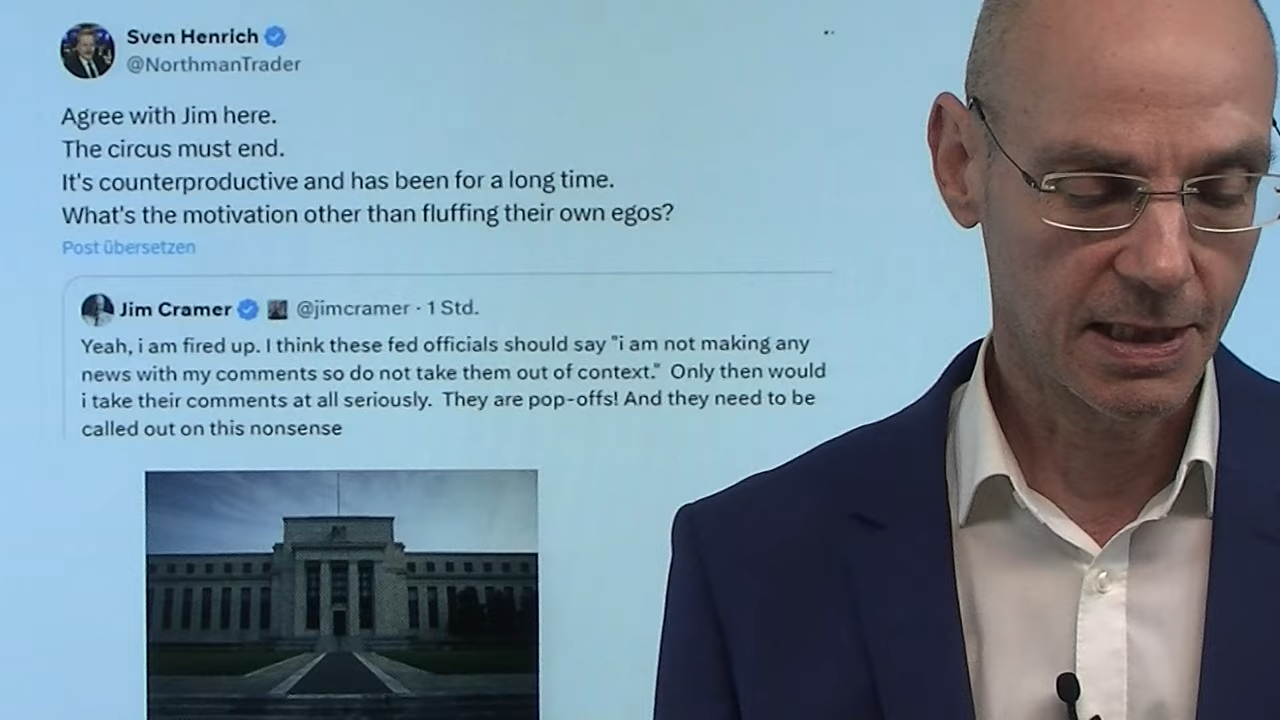 Sven Henrich
@NorthmanTrader
Agree with Jim here.
The circus must end.
It's counterproductive and has been for a long time.
What's the motivation other than fluffing their own egos?
Post übersetzen
Jim Cramer @jimcramer · 1 Std.
Yeah, i am fired up. I think these fed officials should say "i am not making any
news with my comments so do not take them out of context." Only then would
i take their comments at all seriously. They are pop-offs! And they need to be
called out on this nonsense